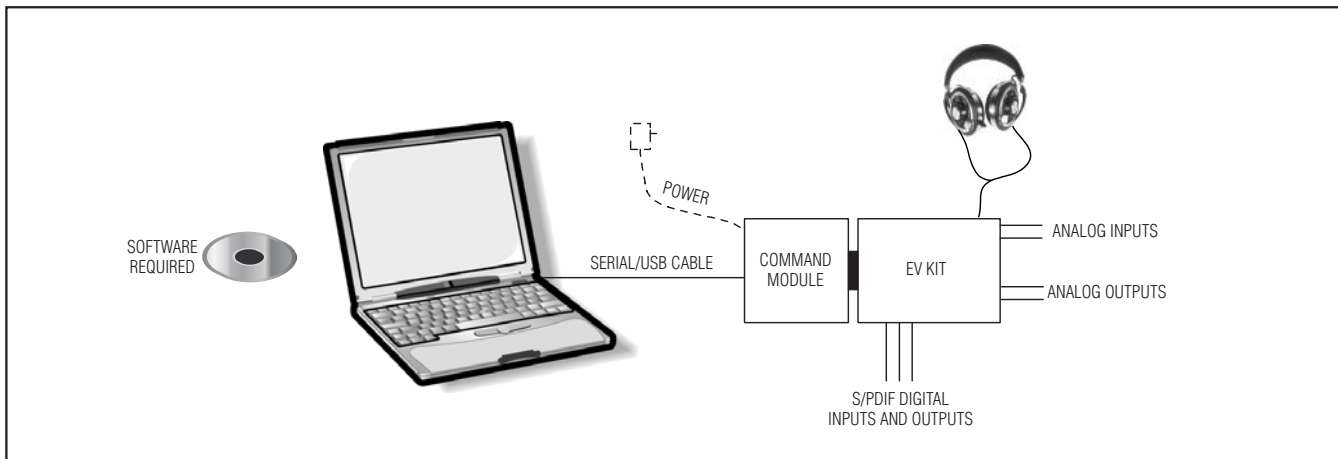 SOFTWARE
REQUIRED
POWER
SERIAL/USB CABLE
COMMAND
MODULE
EV KIT
ANALOG INPUTS
ANALOG OUTPUTS
S/PDIF DIGITAL
INPUTS AND OUTPUTS